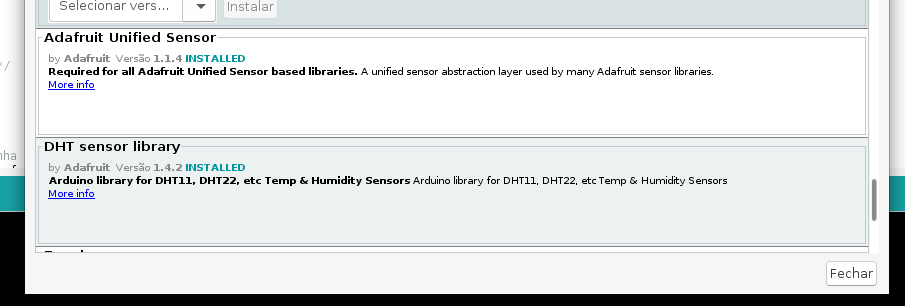 Selecionar vers...
Instalar
Adafruit Unified Sensor
by Adafruit Versão 1.1.4 INSTALLED
Required for all Adafruit Unified Sensor based libraries. A unified sensor abstraction layer used by many Adafruit sensor libraries.
More info
*/
DHT sensor library
nha
by Adafruit Versão 1.4.2 INSTALLED
Arduino library for DHT11, DHT22, etc Temp & Humidity Sensors Arduino library for DHT11, DHT22, etc Temp & Humidity Sensors
More info
Fechar